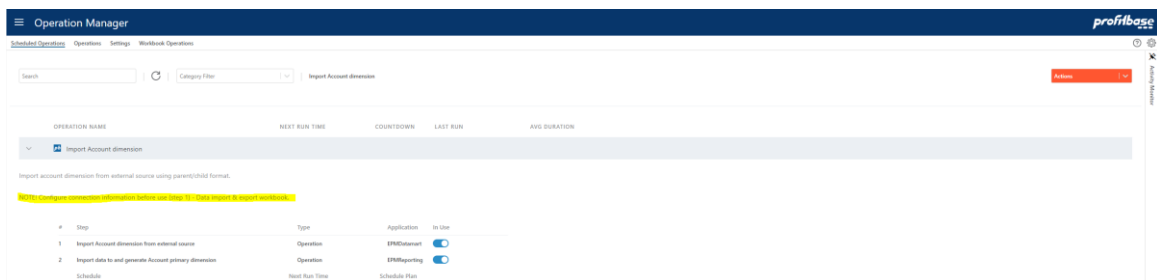 Operation Manager
profitbase
Scheduled Operations Operations Settings Workbook Operations
Search Category Filter Import Account dimension Actions
Activity Monitor
OPERATION NAME NEXT RUN TIME COUNTDOWN LAST RUN AVG DURATION
Import Account dimension
Import account dimension from external source using parent/child format.
NOTE! Configure connection information before use (step 1) - Data import & export workbook.
# Step Type Application In Use
1 Import Account dimension from external source Operation EPMDatamart
2 Import data to and generate Account primary dimension Operation EPMReporting
Schedule Next Run Time Schedule Plan